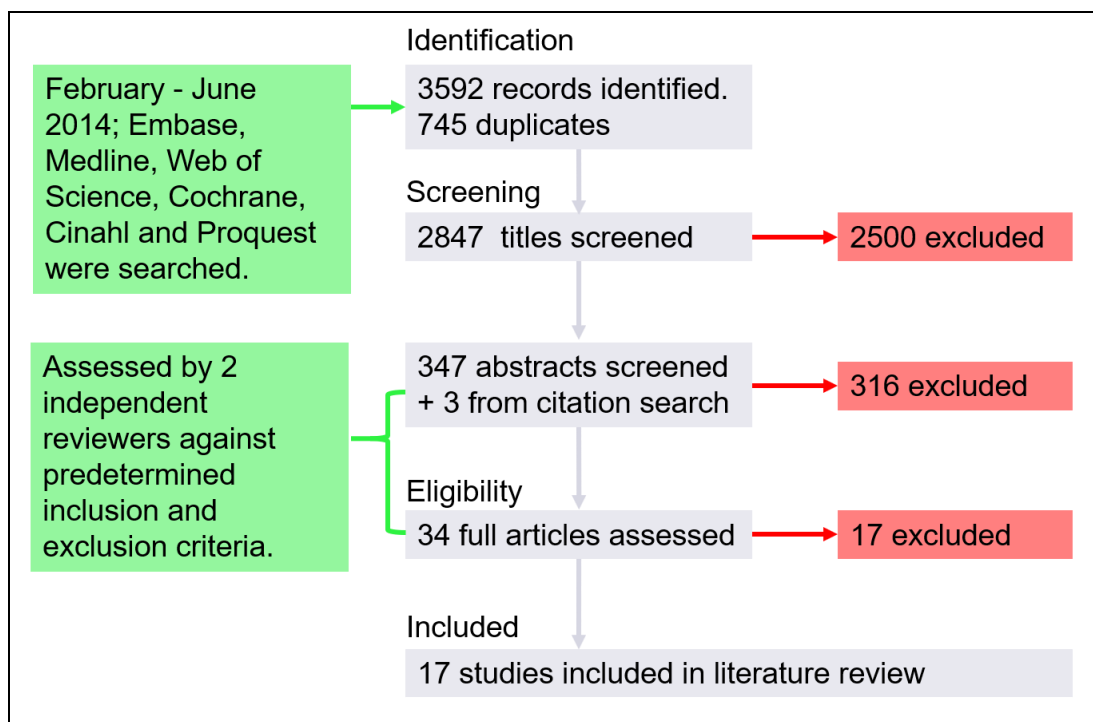 Identification
February - June
2014; Embase,
Medline, Web of
Science, Cochrane,
Cinahl and Proquest
were searched.
3592 records identified.
745 duplicates
Screening
2847  titles screened
2500 excluded
Assessed by 2
independent
reviewers against
predetermined
inclusion and
exclusion criteria.
347 abstracts screened
+ 3 from citation search
316 excluded
Eligibility
34 full articles assessed
17 excluded
Included
17 studies included in literature review